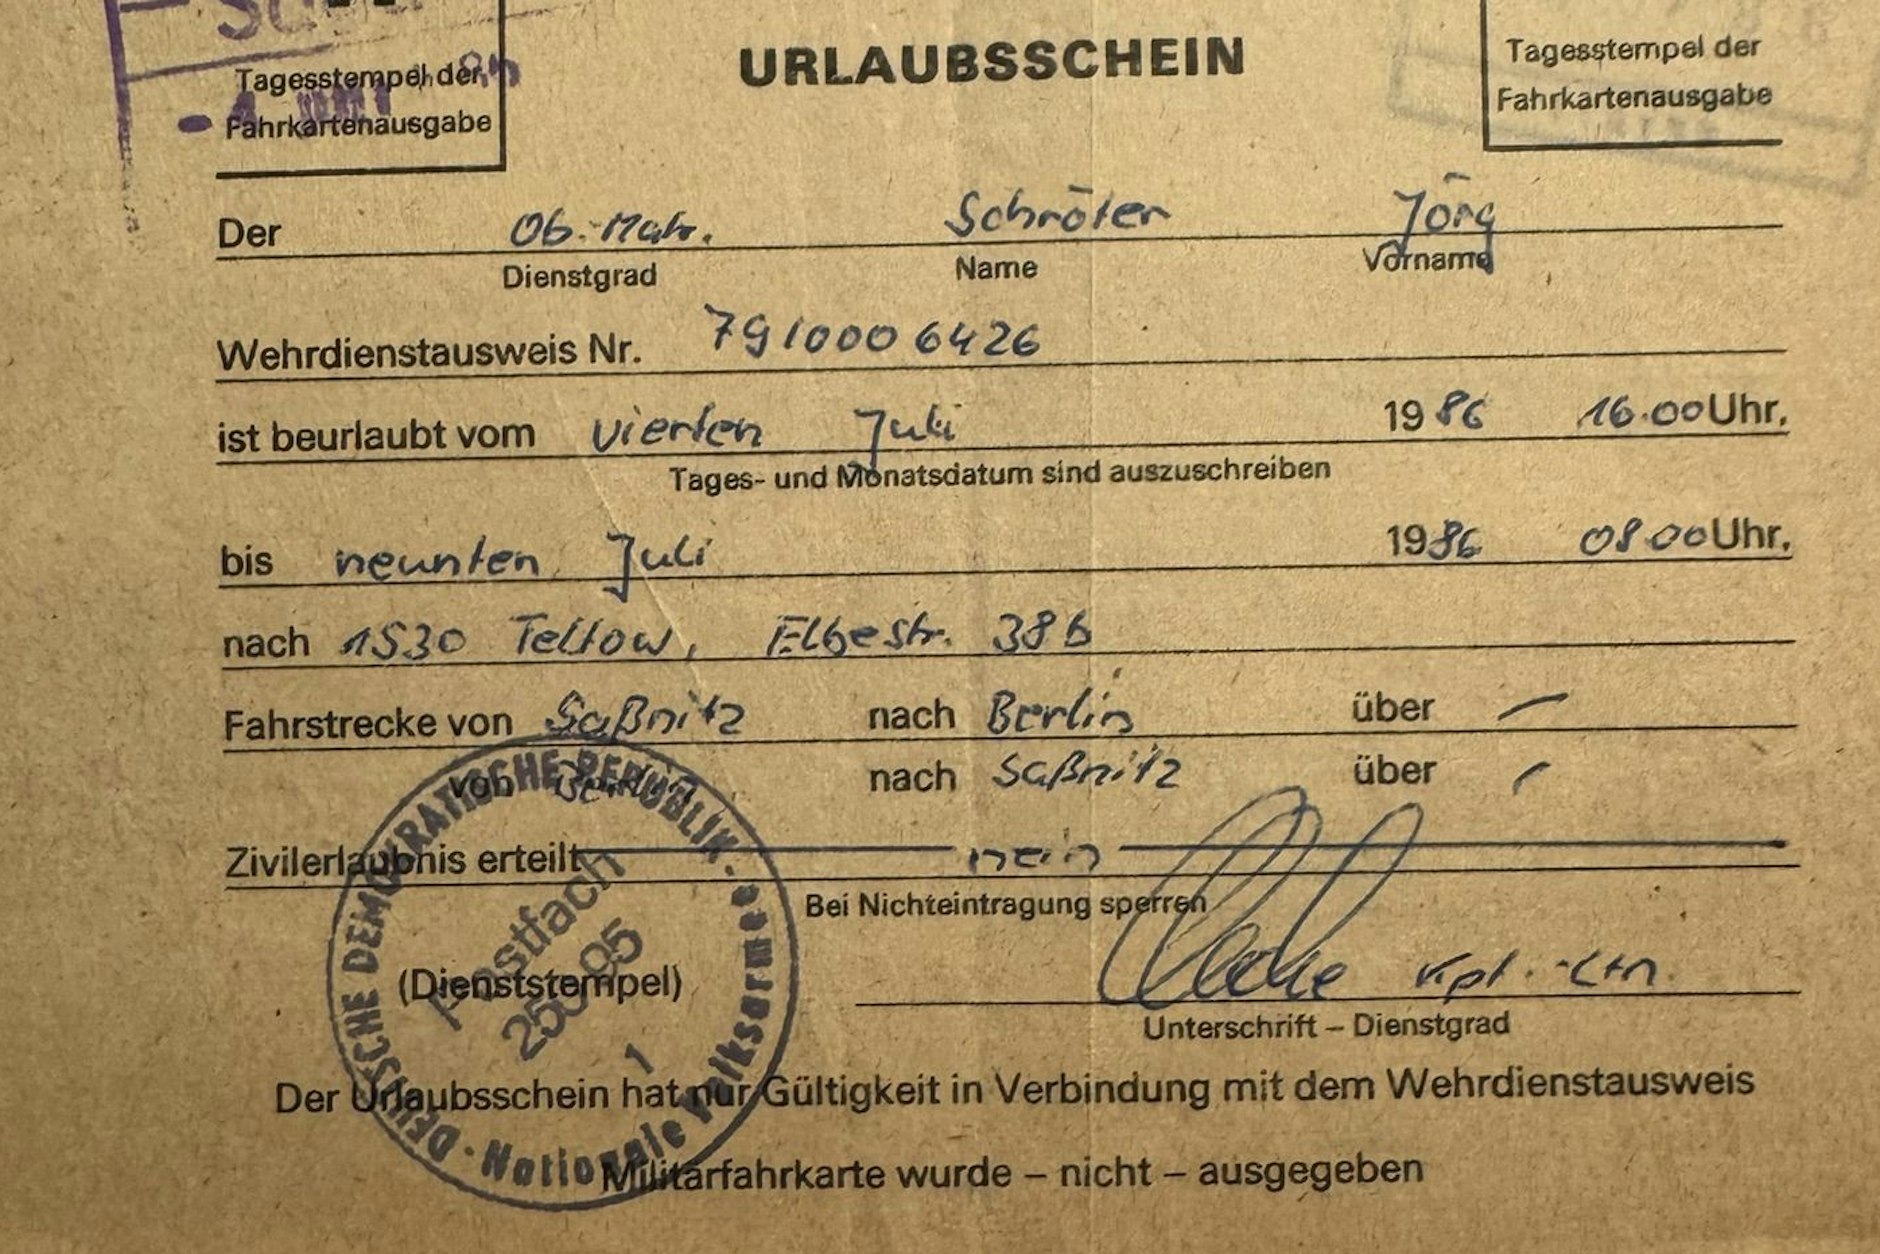 URLAUBSSCHEIN
Tagesstempel der
Fahrkartenausgabe
Tagesstempel der
Fahrkartenausgabe
Der Ob.-Matr. Schröter Jörg
Dienstgrad Name Vorname
Wehrdienstausweis Nr. 7910006426
ist beurlaubt vom vierten Juli 1986 16.00 Uhr.
Tages- und Monatsdatum sind auszuschreiben
bis neunten Juli 1986 08 00 Uhr.
nach 1530 Teltow, Elbestr. 38b
Fahrstrecke von Saßnitz nach Berlin über –
von Berlin nach Saßnitz über –
Zivilerlaubnis erteilt nein
Bei Nichteintragung sperren
(Dienststempel) Kpt.-Ltn.
Unterschrift – Dienstgrad
DEUTSCHE DEMOKRATISCHE REPUBLIK · Nationale Volksarmee ·
Postfach
1
Der Urlaubsschein hat nur Gültigkeit in Verbindung mit dem Wehrdienstausweis
Militärfahrkarte wurde – nicht – ausgegeben